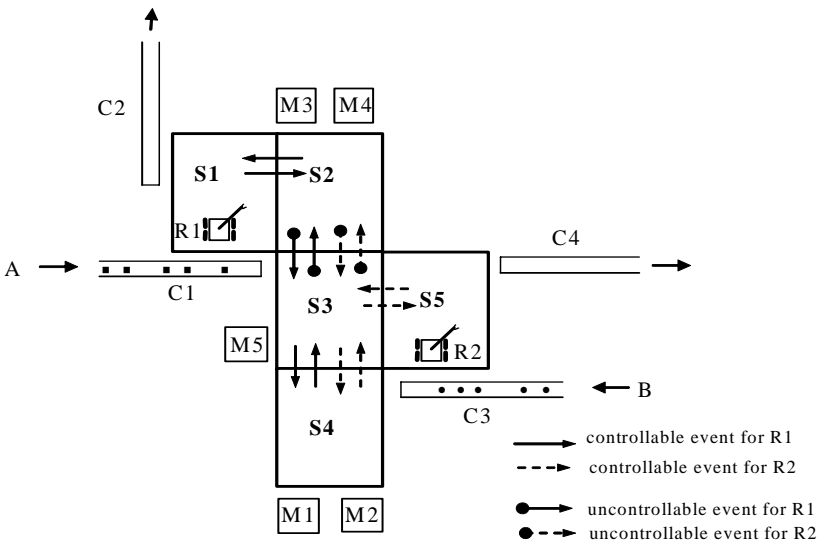 M3 M4
C2
S1 S2
R1
C4
A
C1
S3 S5
M5
R2
B
C3
S4
controllable event for R1
controllable event for R2
M1 M2
uncontrollable event for R1
uncontrollable event for R2